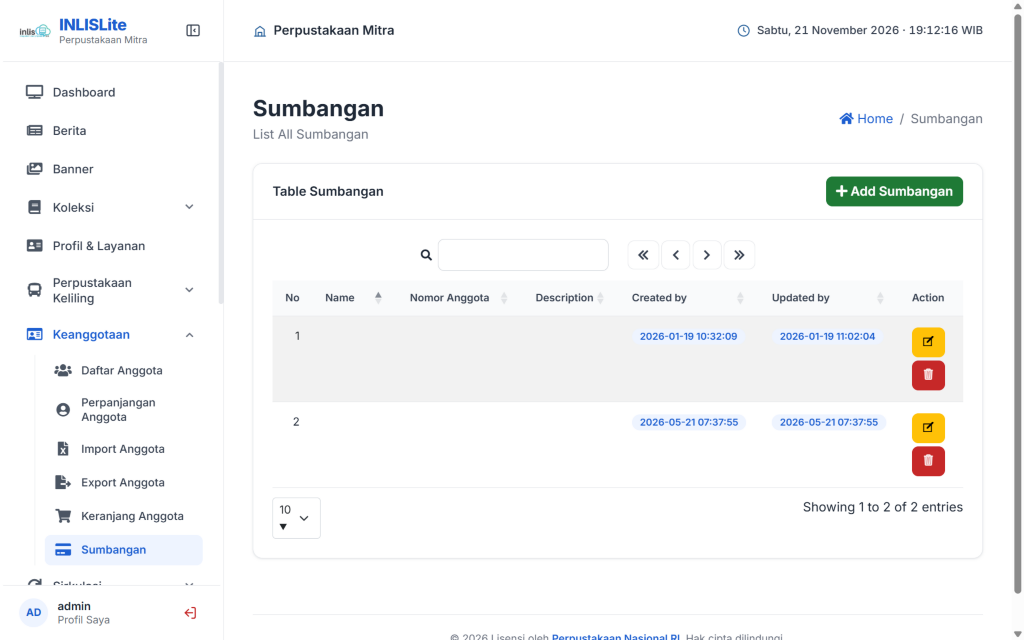 inlis
INLISLite
Perpustakaan Mitra
Perpustakaan Mitra
Sabtu, 21 November 2026 · 19:12:16 WIB
Dashboard
Berita
Banner
Koleksi
Profil & Layanan
Perpustakaan
Keliling
Keanggotaan
Daftar Anggota
Perpanjangan
Anggota
Import Anggota
Export Anggota
Keranjang Anggota
Sumbangan
Sirkulasi
AD
admin
Profil Saya
Sumbangan
List All Sumbangan
Home / Sumbangan
Table Sumbangan
Add Sumbangan
No Name Nomor Anggota Description Created by Updated by Action
1 2026-01-19 10:32:09 2026-01-19 11:02:04
2 2026-05-21 07:37:55 2026-05-21 07:37:55
10
Showing 1 to 2 of 2 entries
© 2026 Lisensi oleh Perpustakaan Nasional RI. Hak cipta dilindungi